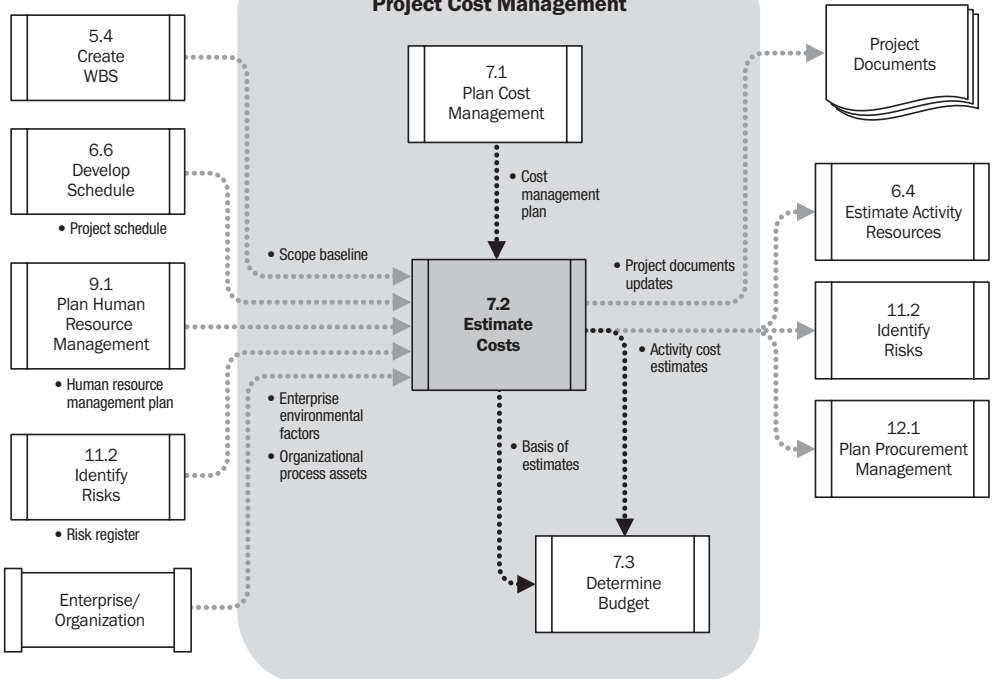 Project Cost Management
5.4
Create
WBS
6.6
Develop
Schedule
• Project schedule
9.1
Plan Human
Resource
Management
• Human resource
management plan
11.2
Identify
Risks
• Risk register
Enterprise/
Organization
7.1
Plan Cost
Management
• Cost
management
plan
• Scope baseline
7.2
Estimate
Costs
• Enterprise
environmental
factors
• Organizational
process assets
• Project documents
updates
• Activity cost
estimates
• Basis of
estimates
7.3
Determine
Budget
Project
Documents
6.4
Estimate Activity
Resources
11.2
Identify
Risks
12.1
Plan Procurement
Management